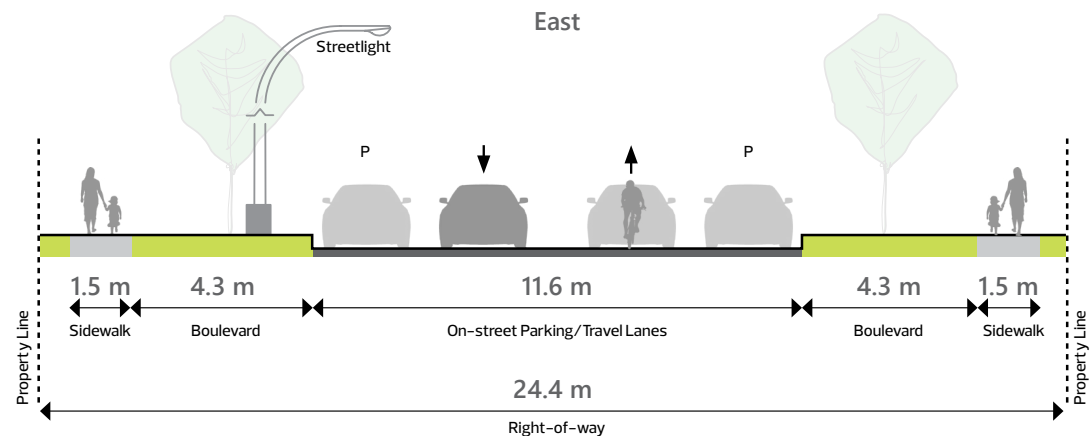 East
Streetlight
P
P
1.5 m
4.3 m
11.6 m
4.3 m
1.5 m
Sidewalk
Boulevard
On-street Parking/Travel Lanes
Boulevard
Sidewalk
Property Line
Property Line
24.4 m
Right-of-way